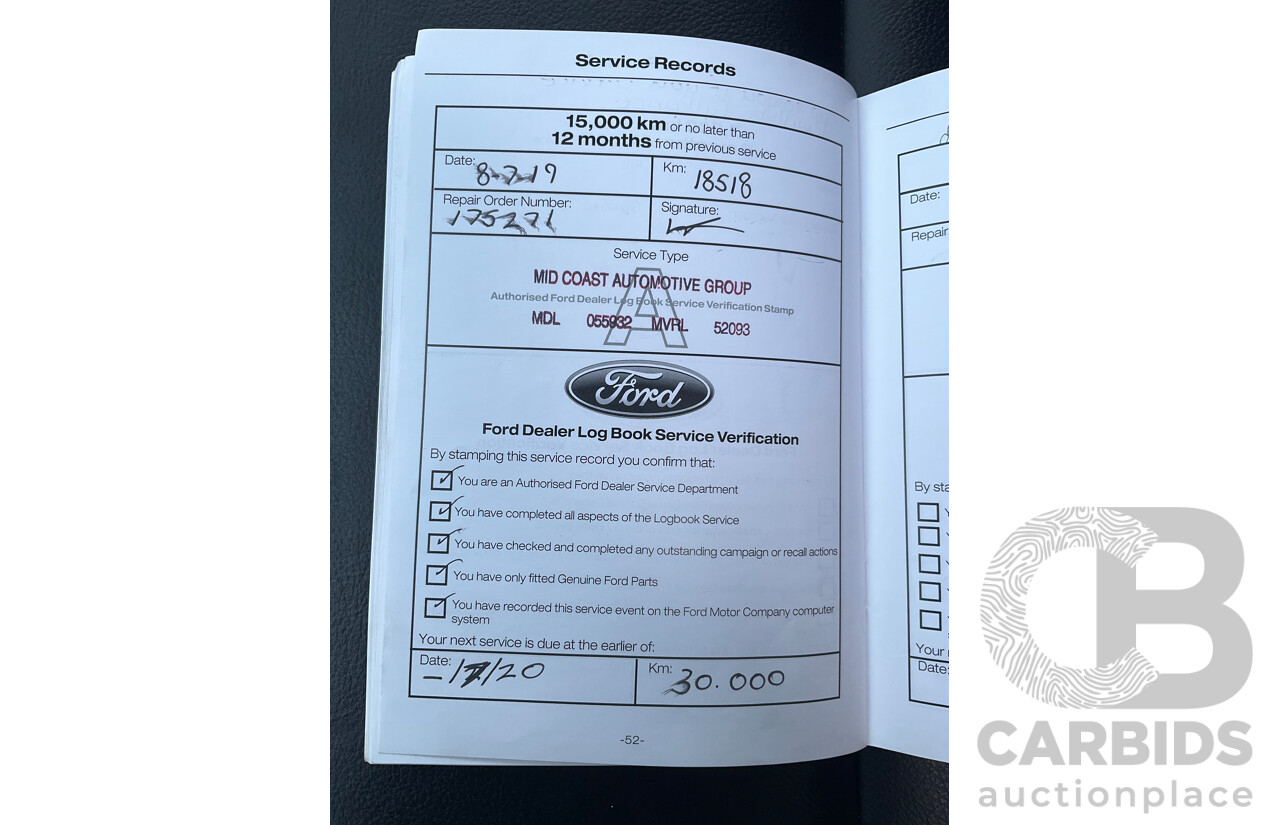 Service Records
15,000 km or no later than
12 months from previous service
Date: 8-7-19 Km: 18518
Repair Order Number: 175271 Signature:
Service Type
A
MID COAST AUTOMOTIVE GROUP
Authorised Ford Dealer Log Book Service Verification Stamp
MDL 055932 MVRL 52093
Ford
Ford Dealer Log Book Service Verification
By stamping this service record you confirm that:
You are an Authorised Ford Dealer Service Department
You have completed all aspects of the Logbook Service
You have checked and completed any outstanding campaign or recall actions
You have only fitted Genuine Ford Parts
You have recorded this service event on the Ford Motor Company computer
system
Your next service is due at the earlier of:
Date: -/7/20 Km: 30.000
-52-
Date:
Repair
By sta
Your
Date:
CB
CARBIDS
auctionplace